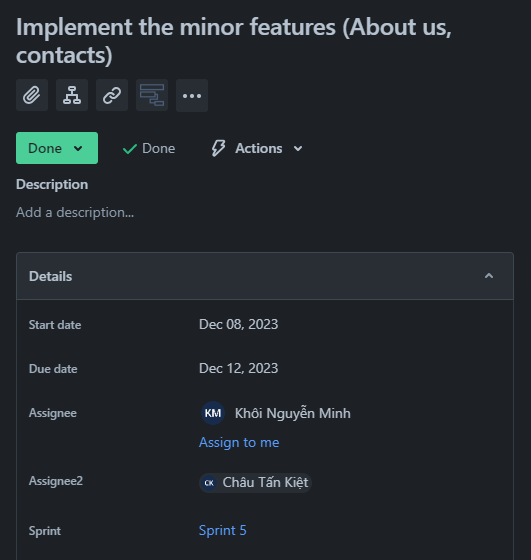 Implement the minor features (About us,
contacts)
Done
Done
Actions
Description
Add a description...
Details
Start date
Dec 08, 2023
Due date
Dec 12, 2023
Assignee
KM
Khôi Nguyễn Minh
Assign to me
Assignee2
CK
Châu Tấn Kiệt
Sprint
Sprint 5